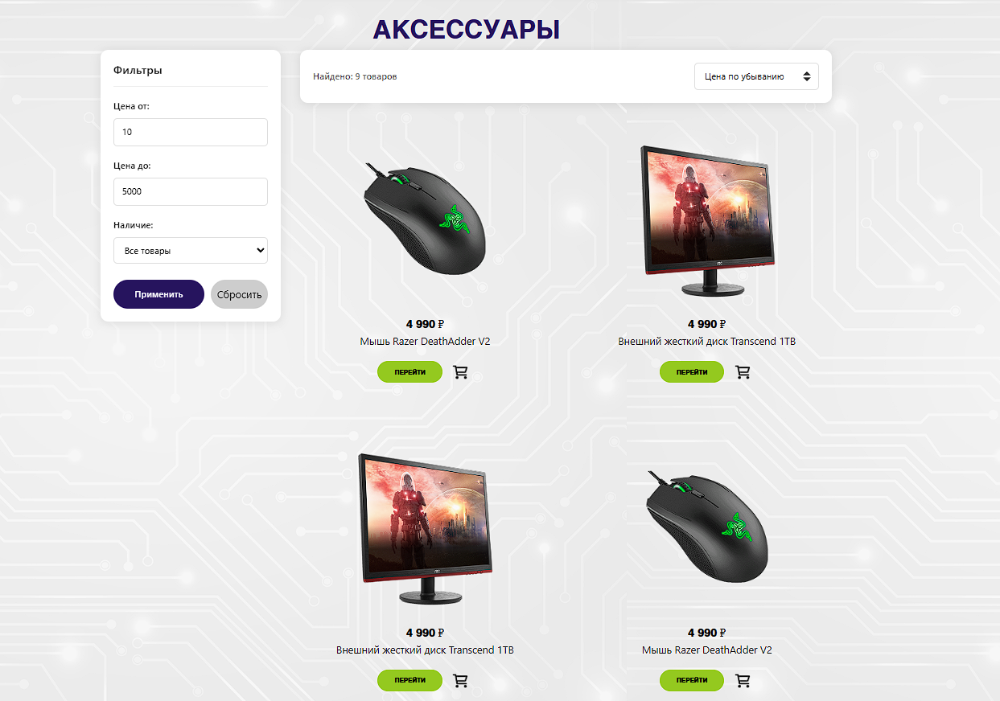 АКСЕССУАРЫ
Фильтры
Цена от:
10
Цена до:
5000
Наличие:
Все товары
Применить
Сбросить
Найдено: 9 товаров
Цена по убыванию
4 990 ₽
Мышь Razer DeathAdder V2
ПЕРЕЙТИ
4 990 ₽
Внешний жесткий диск Transcend 1TB
ПЕРЕЙТИ
4 990 ₽
Внешний жесткий диск Transcend 1TB
ПЕРЕЙТИ
4 990 ₽
Мышь Razer DeathAdder V2
ПЕРЕЙТИ